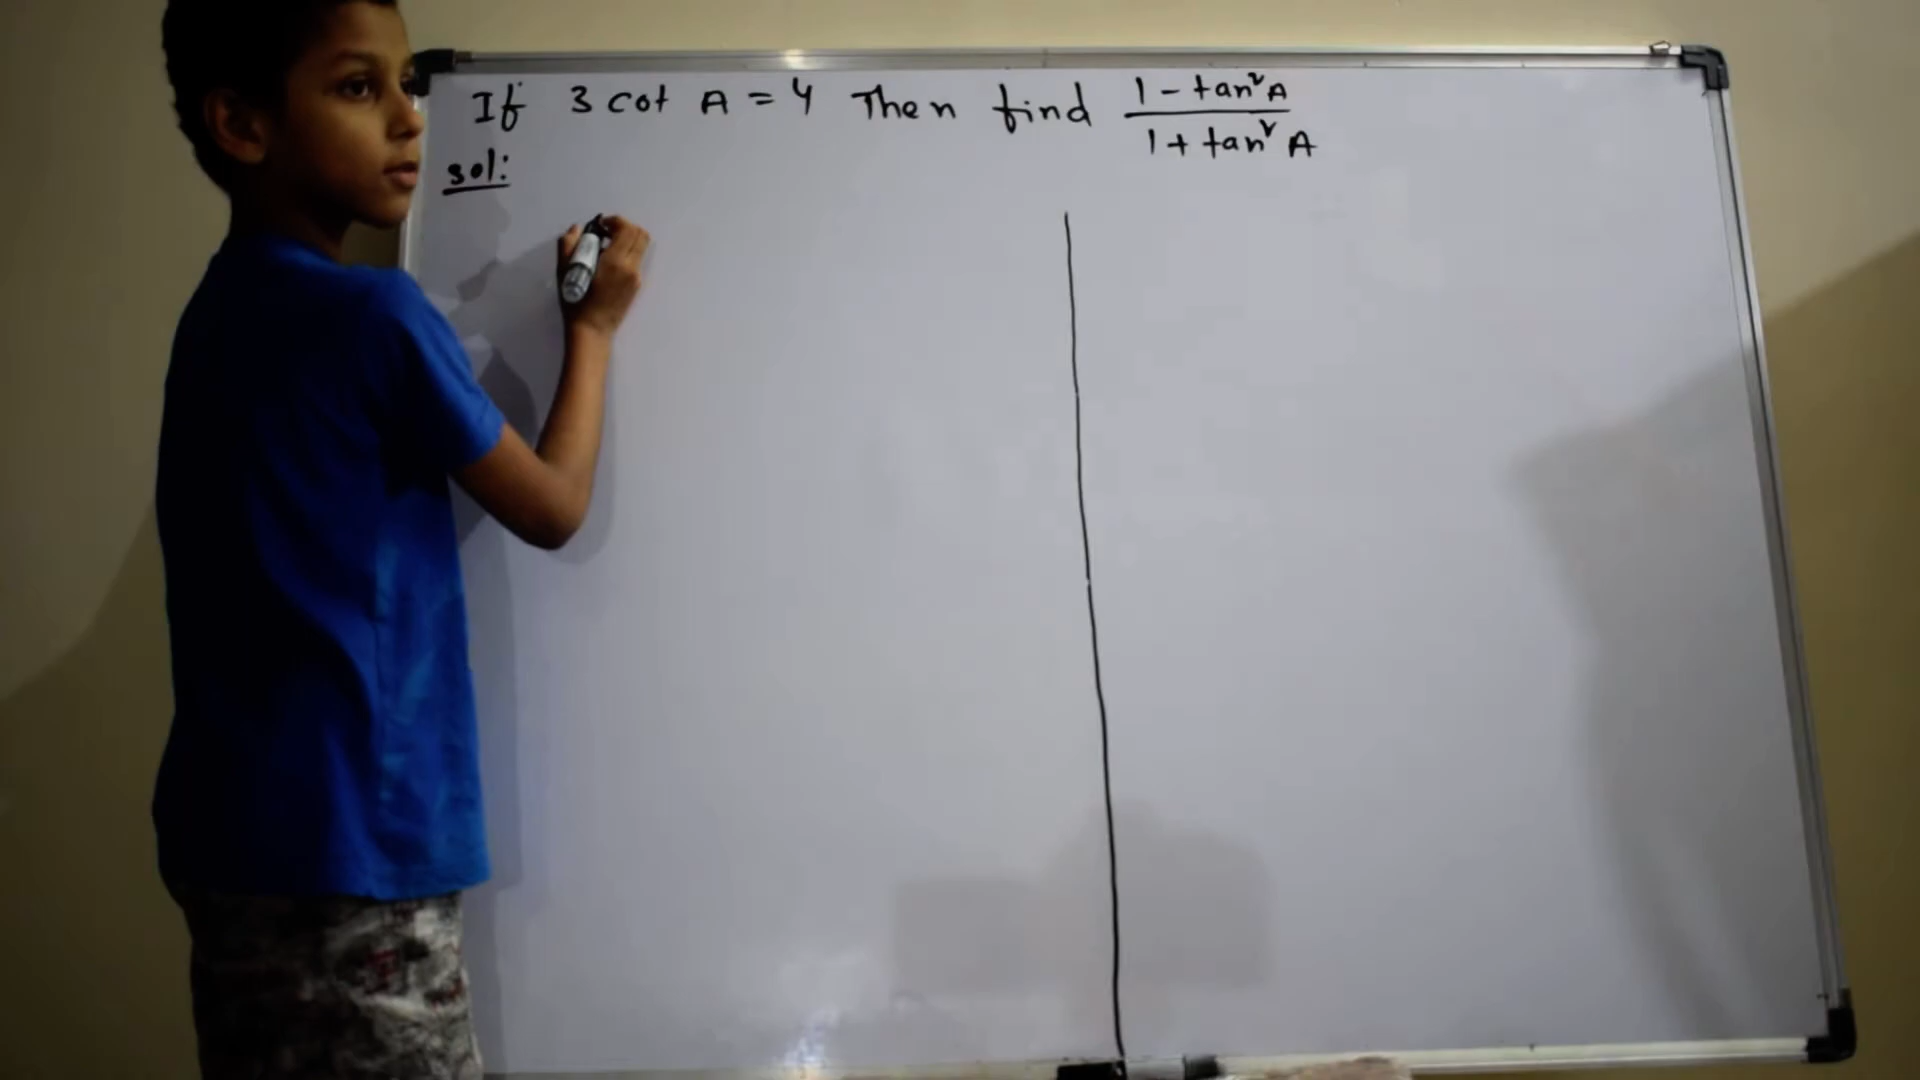 If 3 cot A = 4 Then find (1 - tan²A)/(1 + tan²A)
sol: